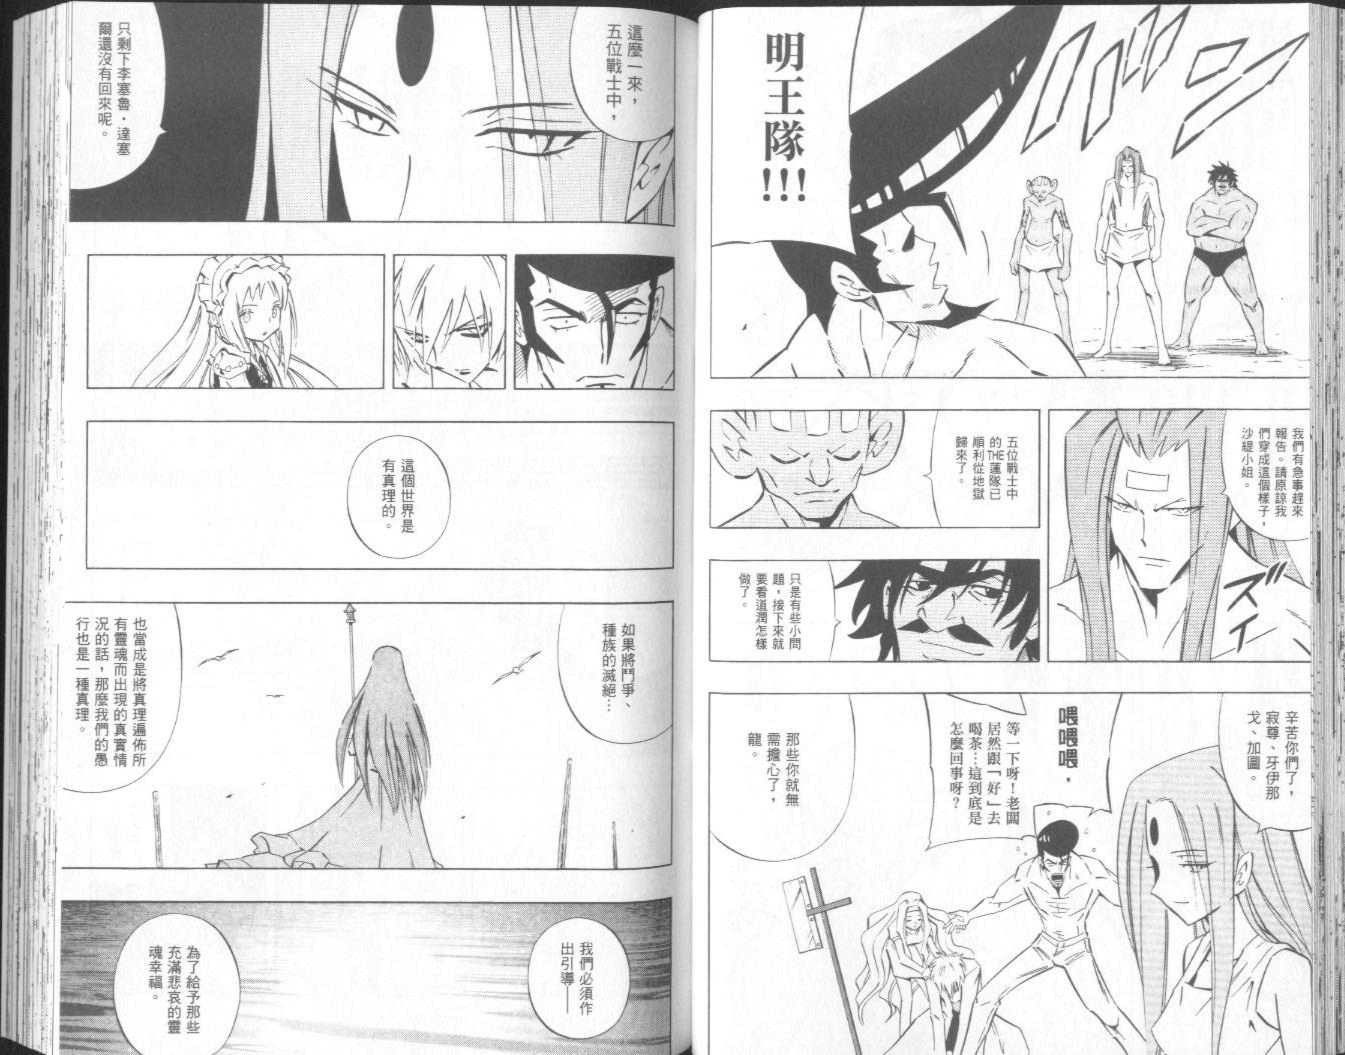 ババーン
明王隊!!!
我們有急事趕來
報告。請原諒我
們穿成這個樣子，
沙緹小姐。
ズイ
五位戰士中
的THE蓮隊已
順利從地獄
歸來了。
只是有些小問
題，接下來就
要看道潤怎樣
做了。
辛苦你們了，
寂尊、牙伊那
戈、加圖。
喂喂喂，
等一下呀！老闆
居然跟「好」去
喝茶…這到底是
怎麼回事呀？
那些你就無
需擔心了，
龍。
這麼一來，
五位戰士中，
只剩下李塞魯・達塞
爾還沒有回來呢。
這個世界是
有真理的。
如果將鬥爭、
種族的滅絕…
也當成是將真理遍佈所
有靈魂而出現的真實情
況的話，那麼我們的愚
行也是一種真理。
我們必須作
出引導——
為了給予那些
充滿悲哀的靈
魂幸福。